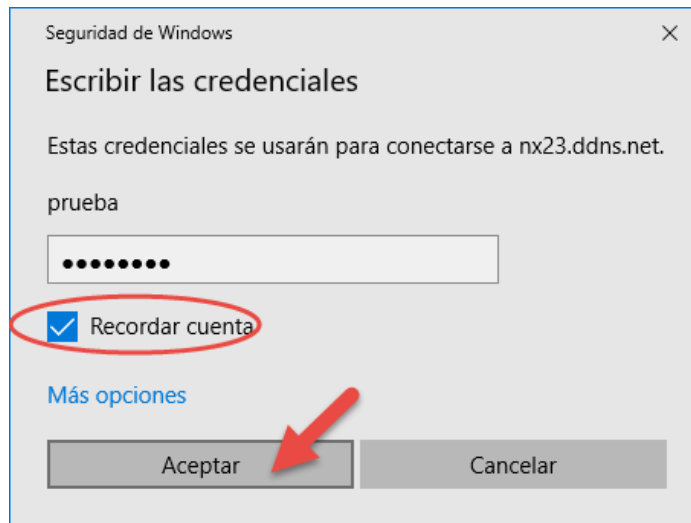 Seguridad de Windows
Escribir las credenciales
Estas credenciales se usarán para conectarse a nx23.ddns.net.
prueba
••••••••
Recordar cuenta
Más opciones
Aceptar
Cancelar